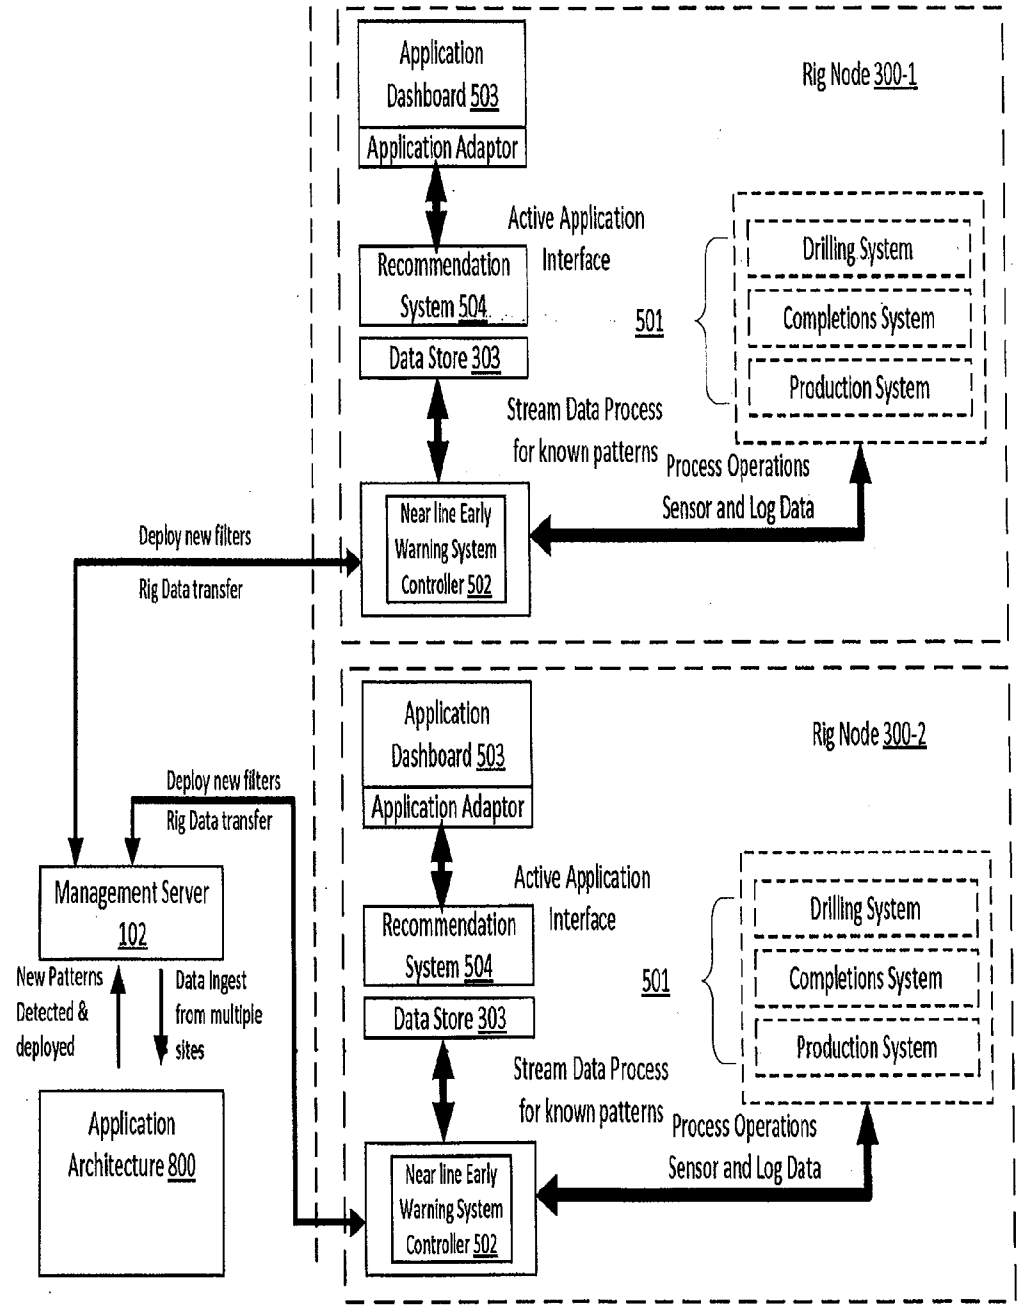 Application
Dashboard 503
Application Adaptor
Rig Node 300-1
Active Application
Interface
Recommendation
System 504
Data Store 303
501
Drilling System
Completions System
Production System
Stream Data Process
for known patterns
Process Operations
Sensor and Log Data
Near line Early
Warning System
Controller 502
Deploy new filters
Rig Data transfer
Application
Dashboard 503
Application Adaptor
Rig Node 300-2
Deploy new filters
Rig Data transfer
Active Application
Interface
Recommendation
System 504
Data Store 303
501
Drilling System
Completions System
Production System
Management Server
102
New Patterns
Detected &
deployed
Data Ingest
from multiple
sites
Stream Data Process
for known patterns
Process Operations
Sensor and Log Data
Near line Early
Warning System
Controller 502
Application
Architecture 800